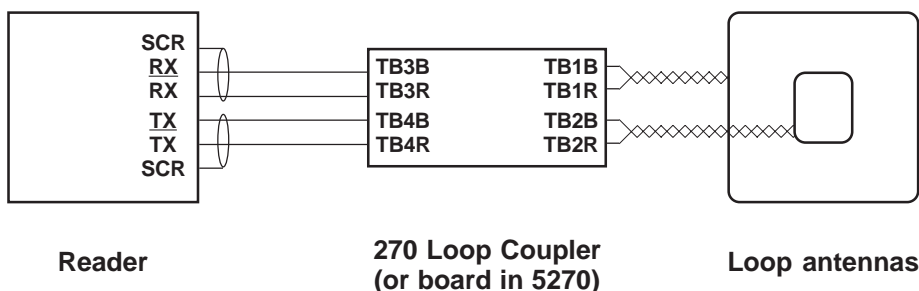 SCR
RX
RX
TX
TX
SCR
TB3B
TB3R
TB4B
TB4R
TB1B
TB1R
TB2B
TB2R
Reader
270 Loop Coupler
(or board in 5270)
Loop antennas